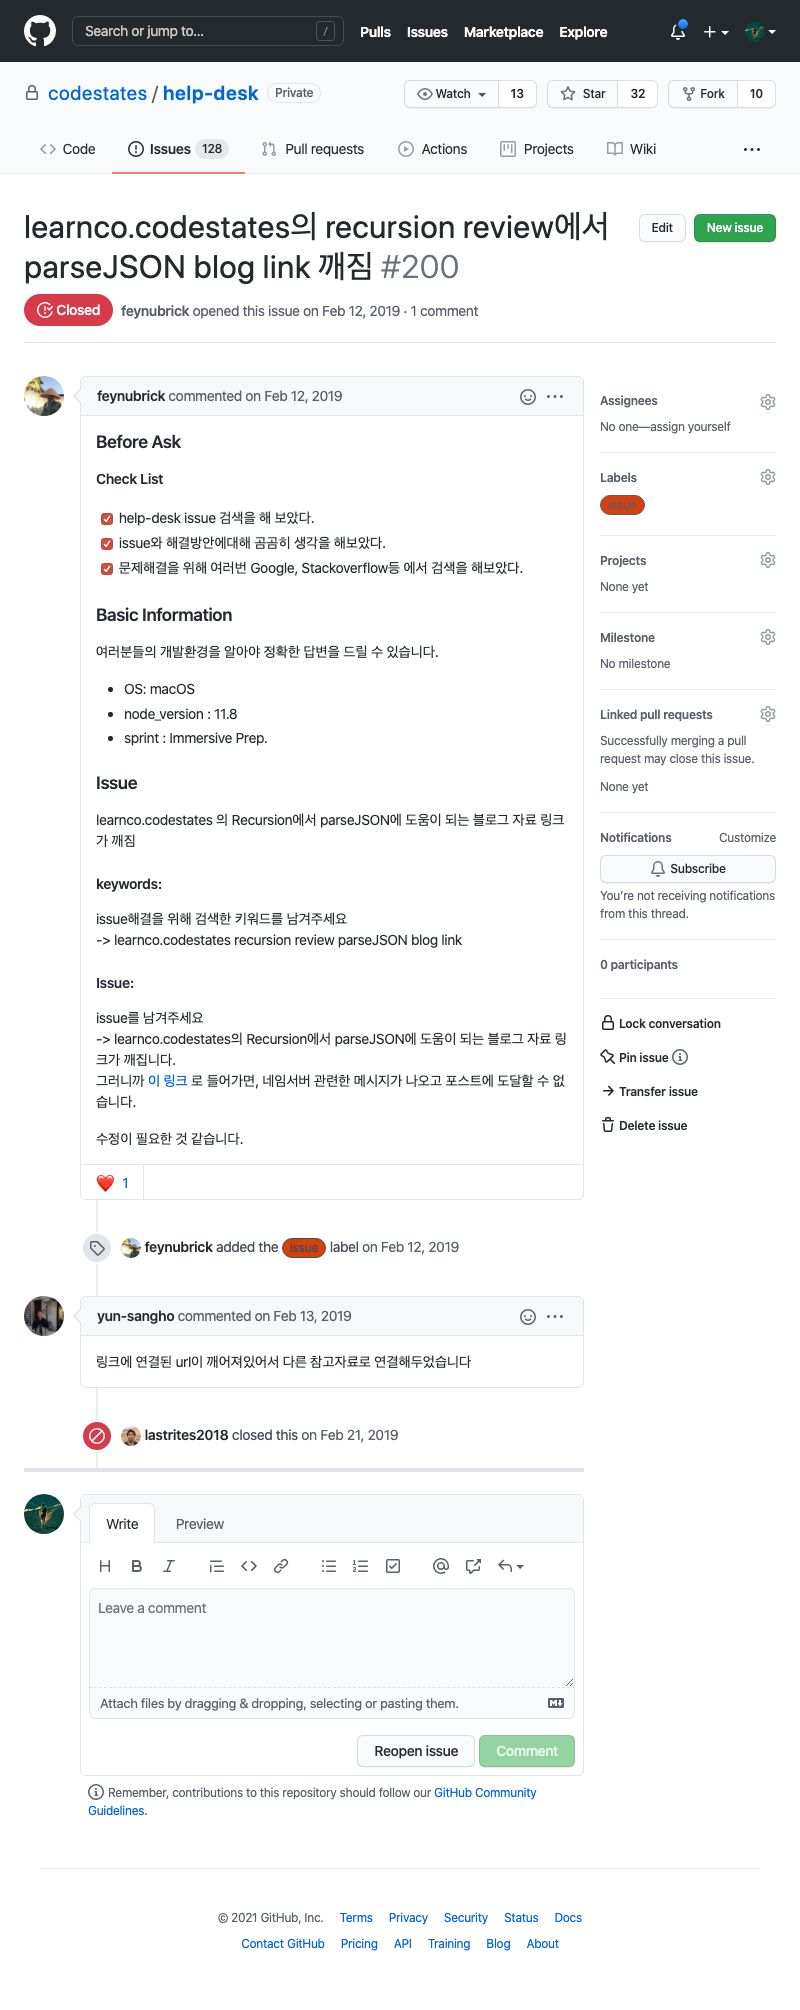 Search or jump to... /
Pulls Issues Marketplace Explore
codestates / help-desk Private
Watch 13 Star 32 Fork 10
Code Issues 128 Pull requests Actions Projects Wiki ...
learnco.codestates의 recursion review에서
parseJSON blog link 깨짐 #200
Edit New issue
Closed feynubrick opened this issue on Feb 12, 2019 · 1 comment
feynubrick commented on Feb 12, 2019
Before Ask
Check List
help-desk issue 검색을 해 보았다.
issue와 해결방안에대해 곰곰히 생각을 해보았다.
문제해결을 위해 여러번 Google, Stackoverflow등 에서 검색을 해보았다.
Basic Information
여러분들의 개발환경을 알아야 정확한 답변을 드릴 수 있습니다.
• OS: macOS
• node_version : 11.8
• sprint : Immersive Prep.
Issue
learnco.codestates 의 Recursion에서 parseJSON에 도움이 되는 블로그 자료 링크
가 깨짐
keywords:
issue해결을 위해 검색한 키워드를 남겨주세요
-> learnco.codestates recursion review parseJSON blog link
Issue:
issue를 남겨주세요
-> learnco.codestates의 Recursion에서 parseJSON에 도움이 되는 블로그 자료 링
크가 깨집니다.
그러니까 이 링크 로 들어가면, 네임서버 관련한 메시지가 나오고 포스트에 도달할 수 없
습니다.
수정이 필요한 것 같습니다.
❤️ 1
feynubrick added the issue label on Feb 12, 2019
yun-sangho commented on Feb 13, 2019
링크에 연결된 url이 깨어져있어서 다른 참고자료로 연결해두었습니다
lastrites2018 closed this on Feb 21, 2019
Write Preview
H B I
Leave a comment
Attach files by dragging & dropping, selecting or pasting them.
Reopen issue Comment
Remember, contributions to this repository should follow our GitHub Community
Guidelines.
Assignees
No one—assign yourself
Labels
issue
Projects
None yet
Milestone
No milestone
Linked pull requests
Successfully merging a pull
request may close this issue.
None yet
Notifications Customize
Subscribe
You're not receiving notifications
from this thread.
0 participants
Lock conversation
Pin issue
Transfer issue
Delete issue
© 2021 GitHub, Inc. Terms Privacy Security Status Docs
Contact GitHub Pricing API Training Blog About